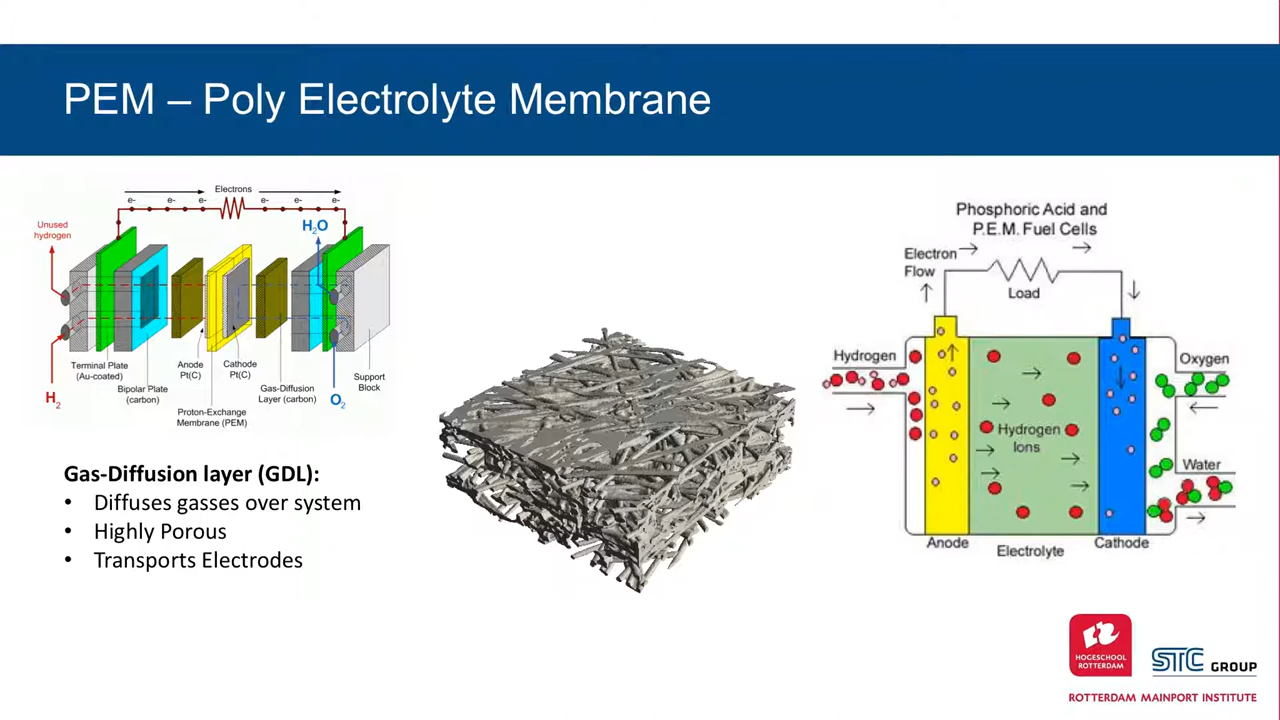 PEM – Poly Electrolyte Membrane
Electrons
e-
e-
e-
e-
e-
e-
Unused
hydrogen
H2O
Terminal Plate
(Au-coated)
Bipolar Plate
(carbon)
Anode
Pt(C)
Cathode
Pt(C)
Proton-Exchange
Membrane (PEM)
Gas-Diffusion
Layer (carbon)
Support
Block
H2
O2
Gas-Diffusion layer (GDL):
• Diffuses gasses over system
• Highly Porous
• Transports Electrodes
Phosphoric Acid and
P.E.M. Fuel Cells
Electron
Flow
Load
Hydrogen
Oxygen
Hydrogen
Ions
Water
Anode
Electrolyte
Cathode
HOGESCHOOL
ROTTERDAM
STC GROUP
ROTTERDAM MAINPORT INSTITUTE